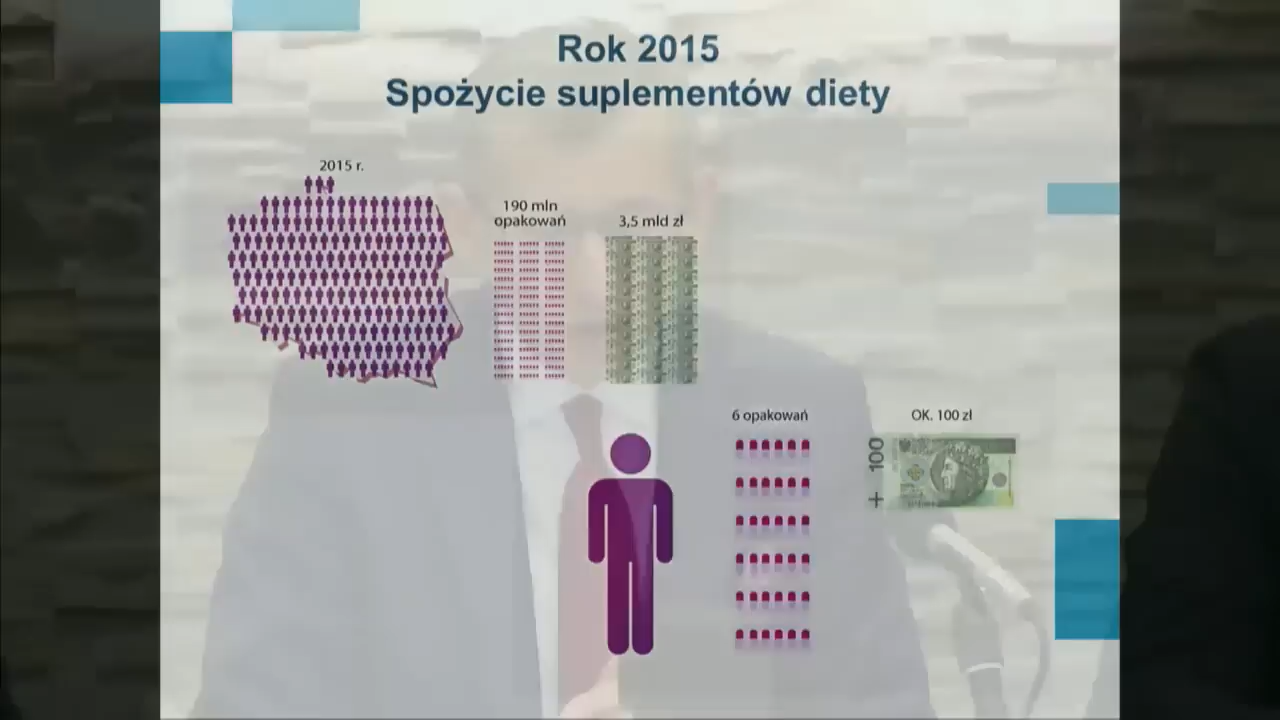 Rok 2015
Spożycie suplementów diety
2015 r.
190 mln
opakowań
3,5 mld zł
6 opakowań
OK. 100 zł
+ 100